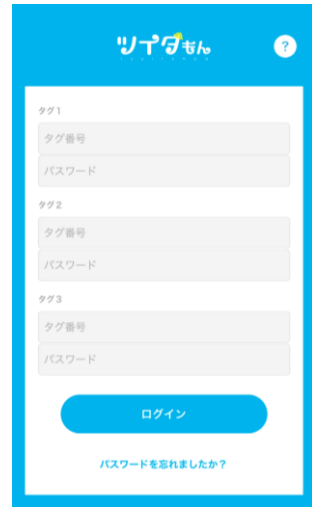 ツイタもん
?
タグ1
タグ番号
パスワード
タグ2
タグ番号
パスワード
タグ3
タグ番号
パスワード
ログイン
パスワードを忘れましたか？